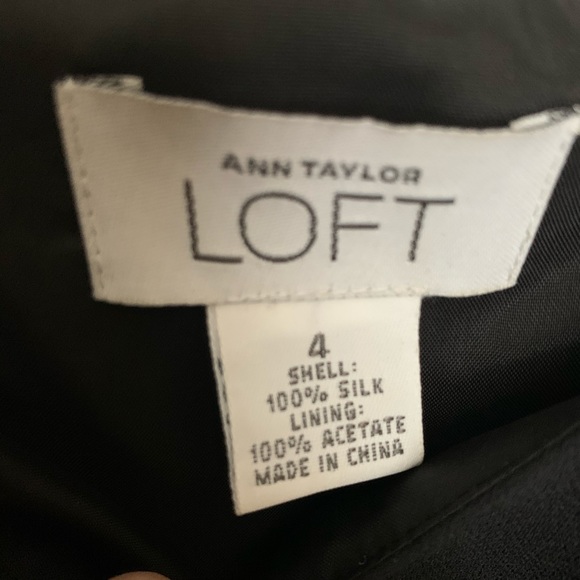 ANN TAYLOR
LOFT
4
SHELL:
100% SILK
LINING:
100% ACETATE
MADE IN CHINA